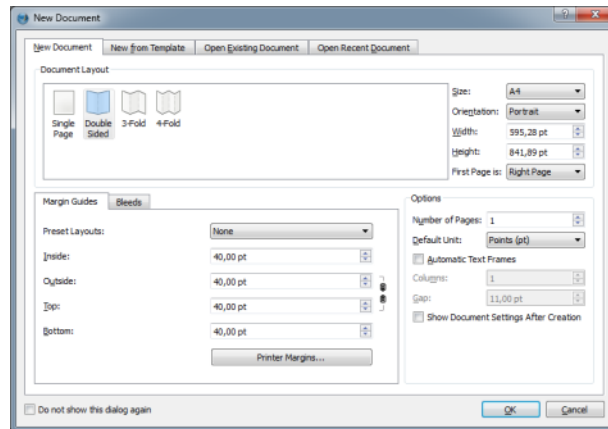 New Document
New Document New from Template Open Existing Document Open Recent Document
Document Layout
Single Page
Double Sided
3-Fold
4-Fold
Size: A4
Orientation: Portrait
Width: 595,28 pt
Height: 841,89 pt
First Page is: Right Page
Margin Guides Bleeds
Preset Layouts: None
Inside: 40,00 pt
Outside: 40,00 pt
Top: 40,00 pt
Bottom: 40,00 pt
Printer Margins...
Options
Number of Pages: 1
Default Unit: Points (pt)
Automatic Text Frames
Columns: 1
Gap: 11,00 pt
Show Document Settings After Creation
Do not show this dialog again
OK Cancel